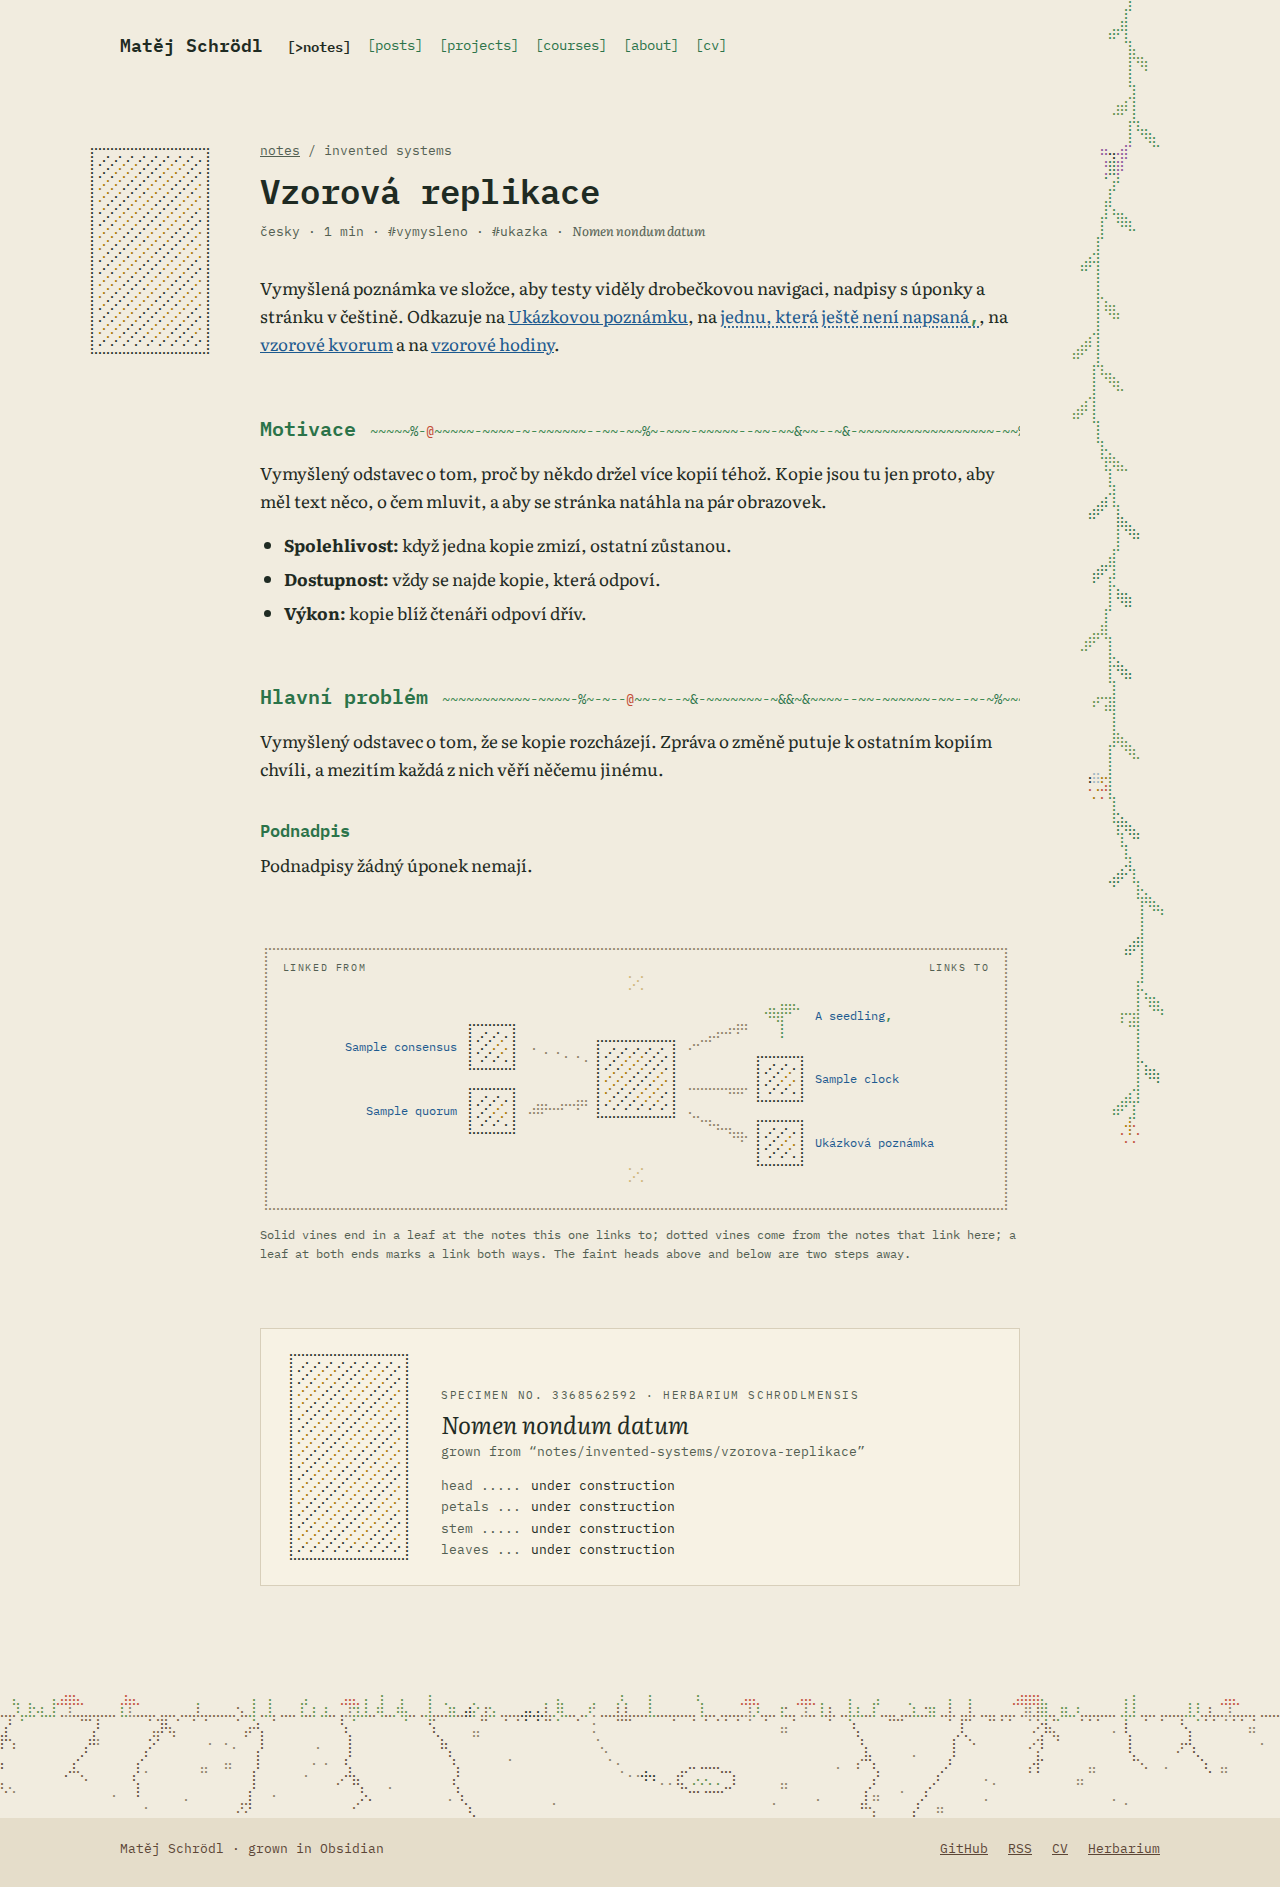 Matěj Schrödl [>notes] [posts] [projects] [courses] [about] [cv]
notes / invented systems
Vzorová replikace
česky · 1 min · #vymysleno · #ukazka · Nomen nondum datum
Vymyšlená poznámka ve složce, aby testy viděly drobečkovou navigaci, nadpisy s úponky a
stránku v češtině. Odkazuje na Ukázkovou poznámku, na jednu, která ještě není napsaná, na
vzorové kvorum a na vzorové hodiny.
Motivace
Vymyšlený odstavec o tom, proč by někdo držel více kopií téhož. Kopie jsou tu jen proto, aby
měl text něco, o čem mluvit, a aby se stránka natáhla na pár obrazovek.
• Spolehlivost: když jedna kopie zmizí, ostatní zůstanou.
• Dostupnost: vždy se najde kopie, která odpoví.
• Výkon: kopie blíž čtenáři odpoví dřív.
Hlavní problém
Vymyšlený odstavec o tom, že se kopie rozcházejí. Zpráva o změně putuje k ostatním kopiím
chvíli, a mezitím každá z nich věří něčemu jinému.
Podnadpis
Podnadpisy žádný úponek nemají.
LINKED FROM LINKS TO
A seedling,
Sample consensus
Sample clock
Sample quorum
Ukázková poznámka
Solid vines end in a leaf at the notes this one links to; dotted vines come from the notes that link here; a
leaf at both ends marks a link both ways. The faint heads above and below are two steps away.
SPECIMEN NO. 3368562592 · HERBARIUM SCHRODLMENSIS
Nomen nondum datum
grown from “notes/invented-systems/vzorova-replikace”
head ..... under construction
petals ... under construction
stem ..... under construction
leaves ... under construction
Matěj Schrödl · grown in Obsidian GitHub RSS CV Herbarium